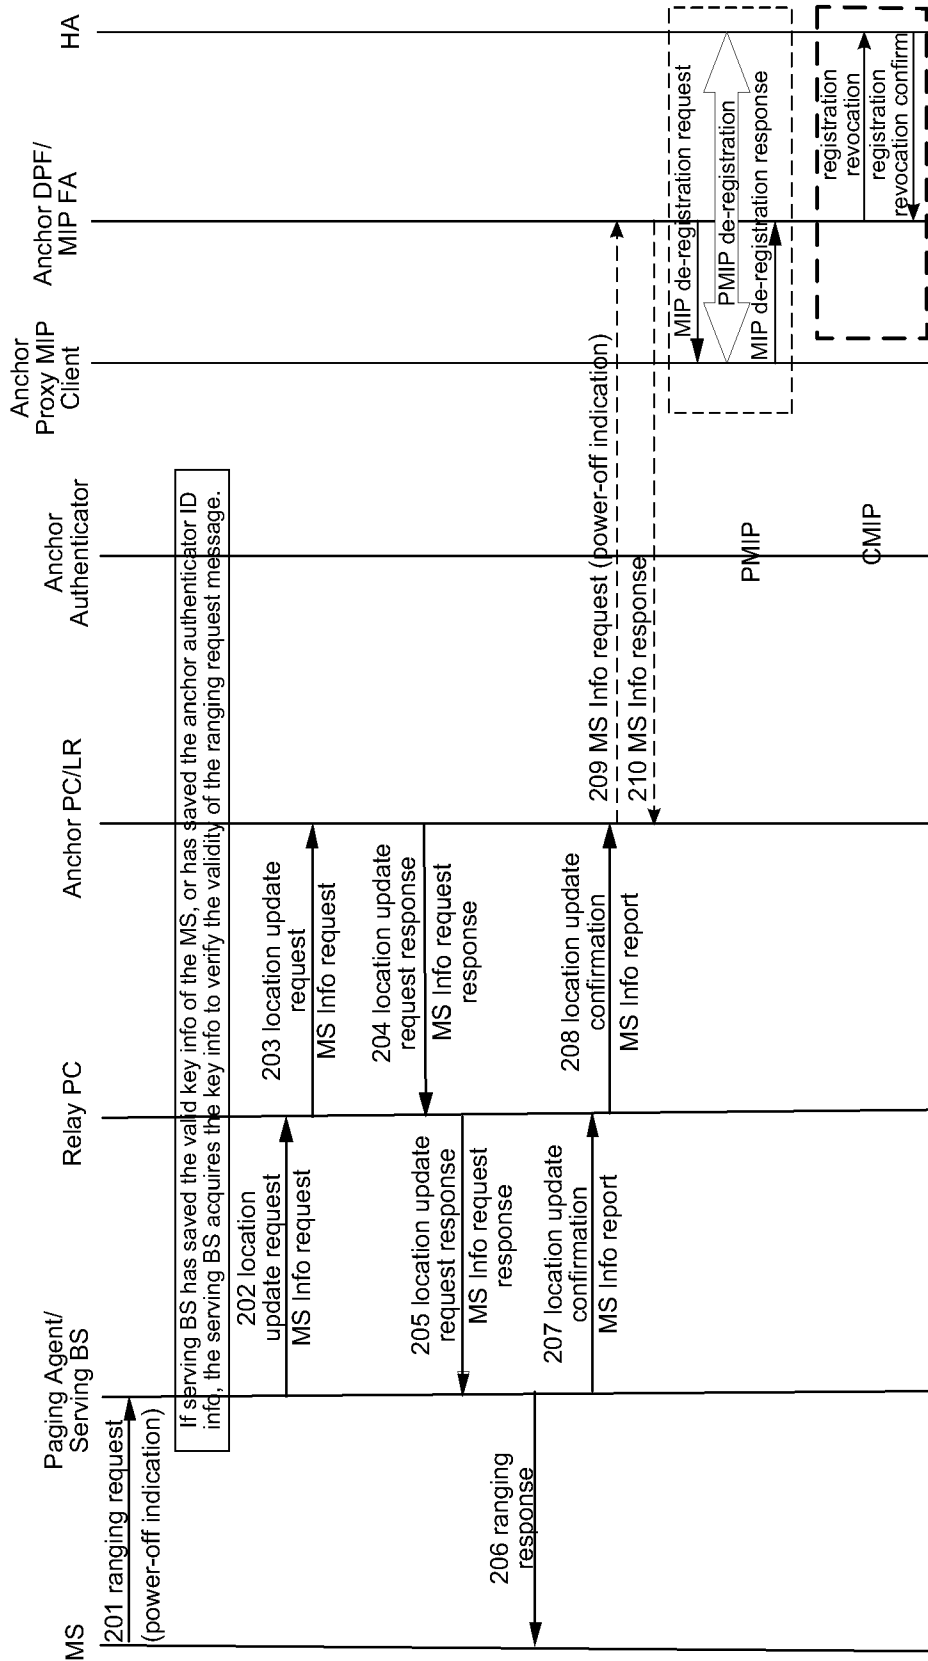 MS
Paging Agent/
Serving BS
Relay PC
Anchor PC/LR
Anchor
Authenticator
Anchor
Proxy MIP
Client
Anchor DPF/
MIP FA
HA
201 ranging request
(power-off indication)
If serving BS has saved the valid key info of the MS, or has saved the anchor authenticator ID
info, the serving BS acquires the key info to verify the validity of the ranging request message.
202 location
update request
MS Info request
203 location update
request
MS Info request
204 location update
request response
MS Info request
response
205 location update
request response
MS Info request
response
206 ranging
response
207 location update
confirmation
MS Info report
208 location update
confirmation
MS Info report
209 MS Info request (power-off indication)
210 MS Info response
PMIP
MIP de-registration request
PMIP de-registration
MIP de-registration response
CMIP
registration
revocation
registration
revocation confirm